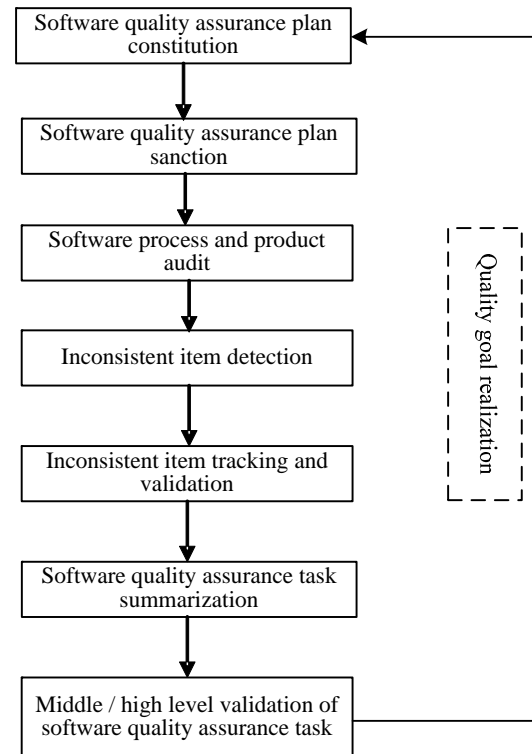 Software quality assurance plan
constitution
Software quality assurance plan
sanction
Software process and product
audit
Inconsistent item detection
Inconsistent item tracking and
validation
Software quality assurance task
summarization
Middle / high level validation of
software quality assurance task
Quality goal realization